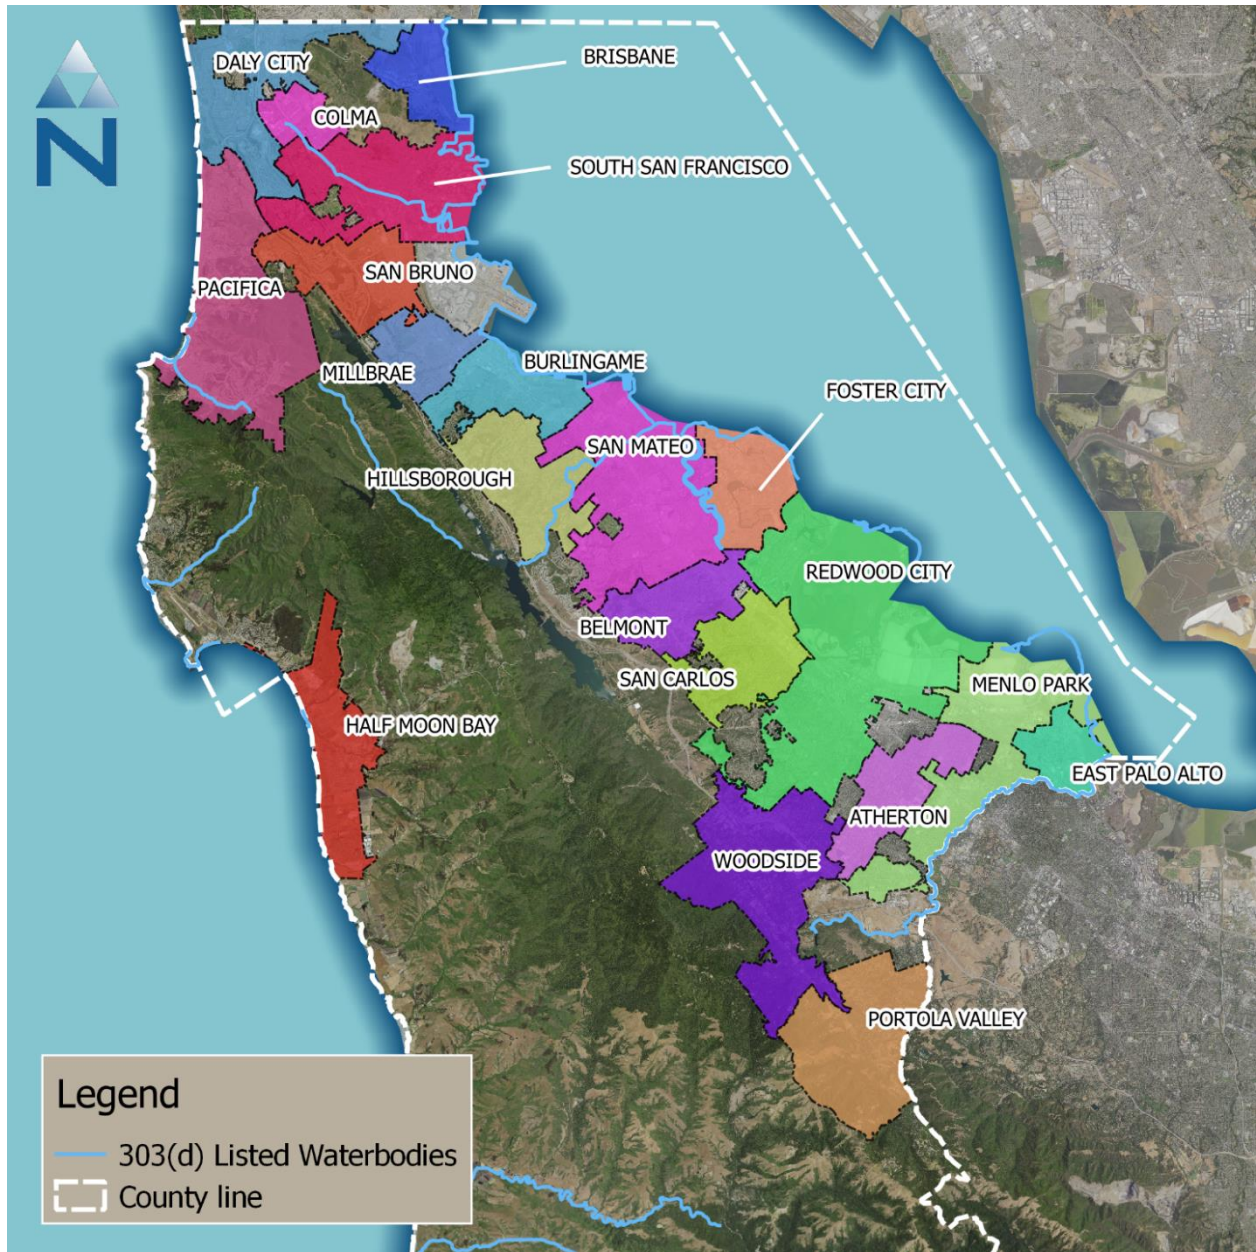 N
DALY CITY
BRISBANE
COLMA
SOUTH SAN FRANCISCO
SAN BRUNO
PACIFICA
MILLBRAE
BURLINGAME
FOSTER CITY
SAN MATEO
HILLSBOROUGH
REDWOOD CITY
BELMONT
SAN CARLOS
MENLO PARK
HALF MOON BAY
EAST PALO ALTO
ATHERTON
WOODSIDE
PORTOLA VALLEY
Legend
303(d) Listed Waterbodies
County line